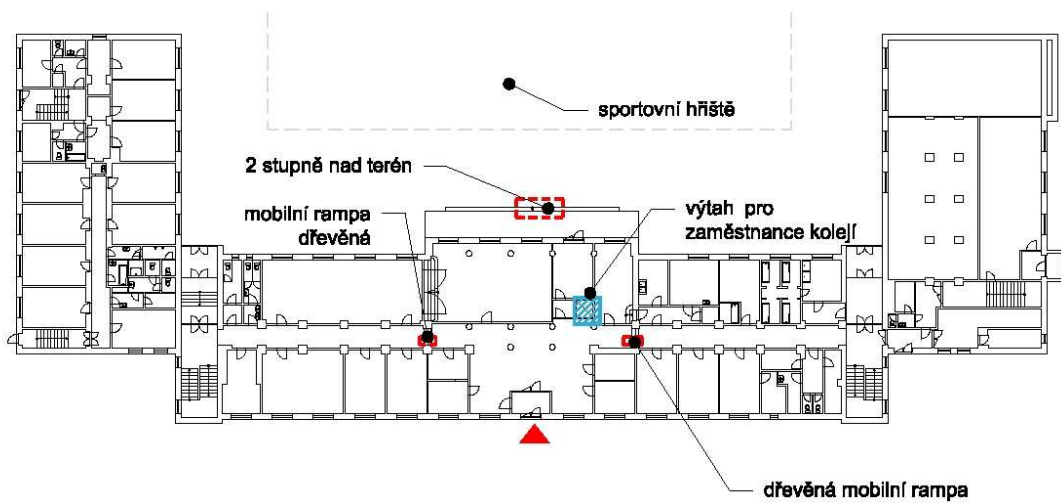 sportovní hřiště
2 stupně nad terén
mobilní rampa
dřevěná
výtah pro
zaměstnance kolejí
dřevěná mobilní rampa